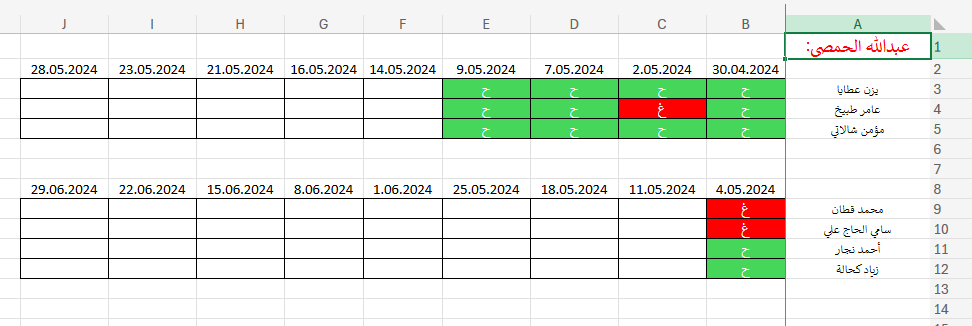 A B C D E F G H I J
1 عبدالله الحمصي:
2 30.04.2024 2.05.2024 7.05.2024 9.05.2024 14.05.2024 16.05.2024 21.05.2024 23.05.2024 28.05.2024
3 يزن عطايا ح ح ح ح
4 عامر طبيخ ح غ ح ح
5 مؤمن شالاتي ح ح ح ح
6
7
8 4.05.2024 11.05.2024 18.05.2024 25.05.2024 1.06.2024 8.06.2024 15.06.2024 22.06.2024 29.06.2024
9 محمد قطان غ
10 سامي الحاج علي غ
11 أحمد نجار ح
12 زياد كحالة ح
13
14